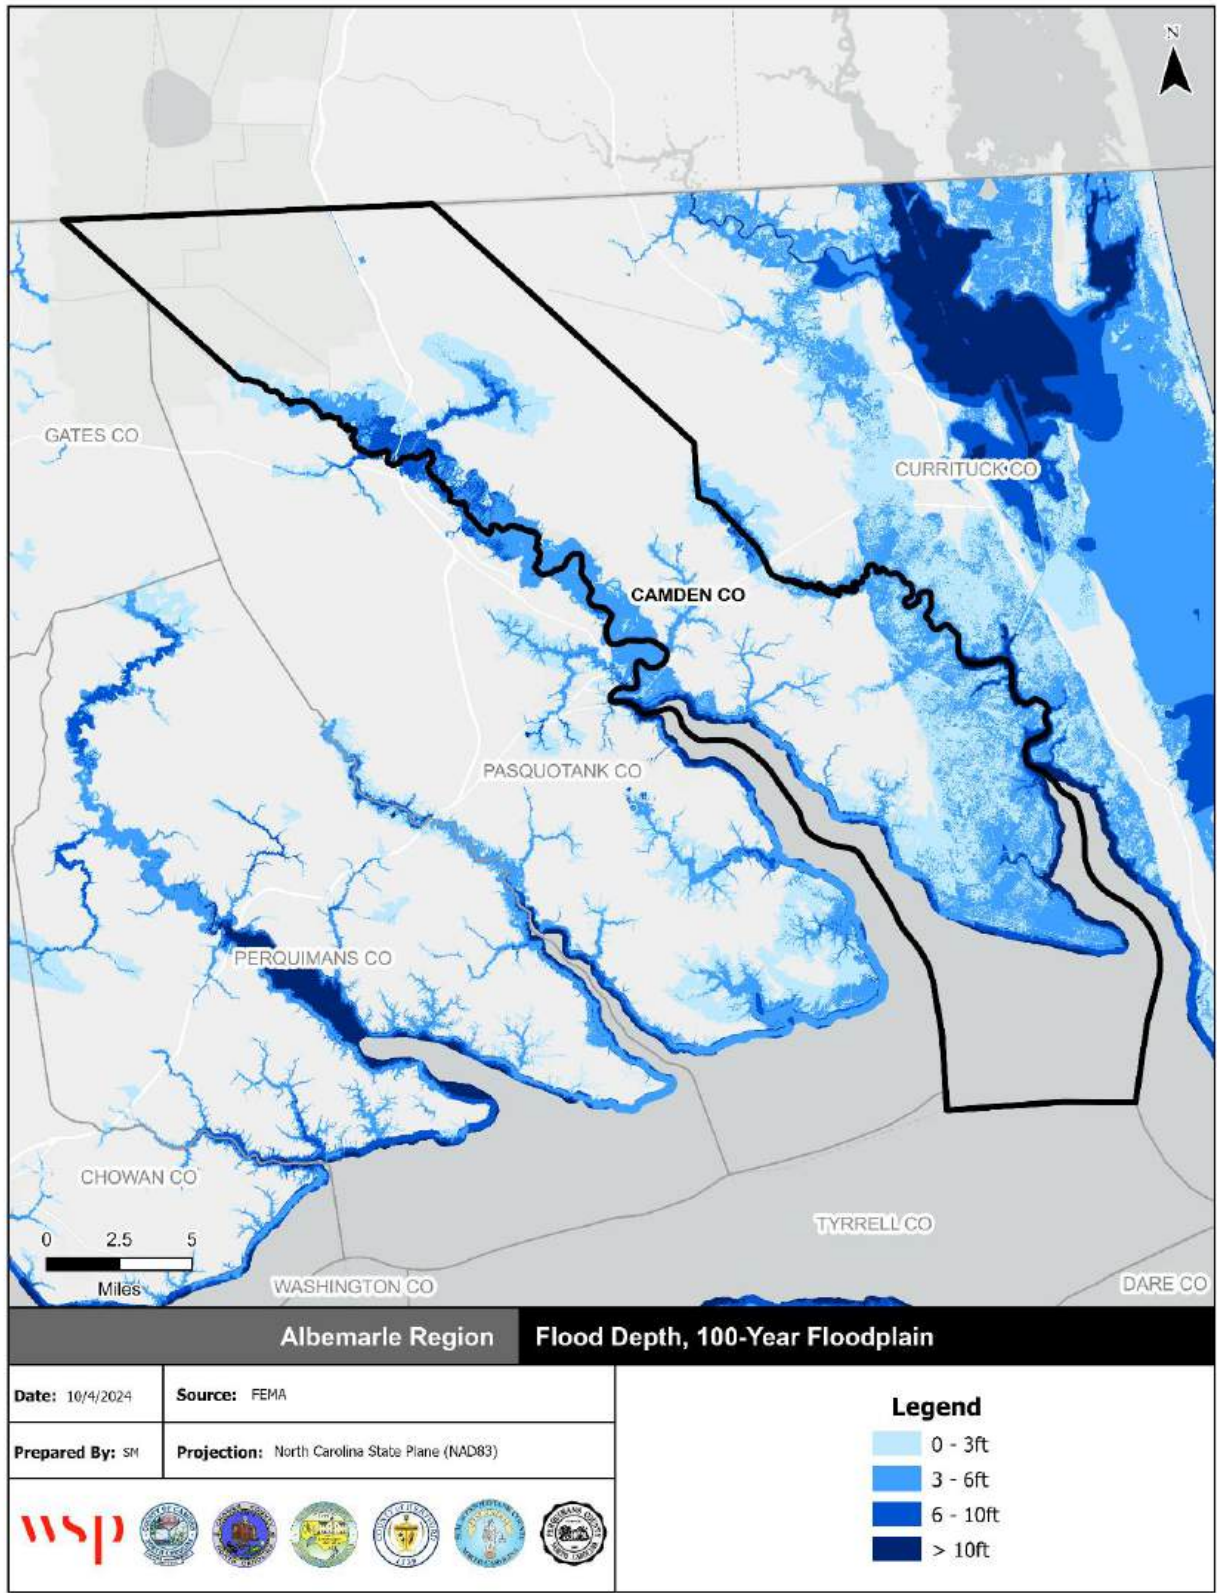 N
GATES CO
CURRITUCK CO
CAMDEN CO
PASQUOTANK CO
PERQUIMANS CO
CHOWAN CO
TYRRELL CO
WASHINGTON CO
DARE CO
0 2.5 5
Miles
Albemarle Region Flood Depth, 100-Year Floodplain
Date: 10/4/2024 Source: FEMA
Prepared By: SM Projection: North Carolina State Plane (NAD83)
Legend
0 - 3ft
3 - 6ft
6 - 10ft
> 10ft
wsp